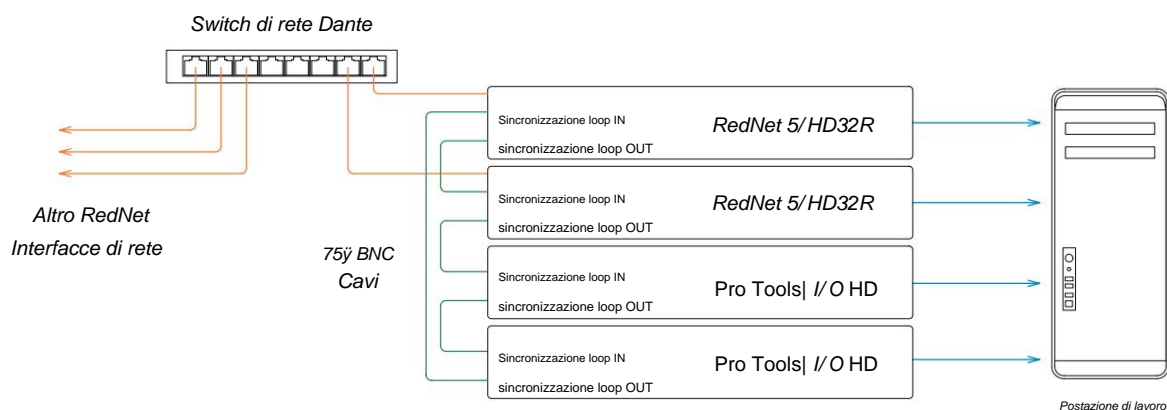 Switch di rete Dante
Sincronizzazione loop IN
RedNet 5/HD32R
sincronizzazione loop OUT
Sincronizzazione loop IN
RedNet 5/HD32R
sincronizzazione loop OUT
Altro RedNet
Interfacce di rete
75ÿ BNC
Cavi
Sincronizzazione loop IN
Pro Tools| I/O HD
sincronizzazione loop OUT
Sincronizzazione loop IN
Pro Tools| I/O HD
sincronizzazione loop OUT
Postazione di lavoro